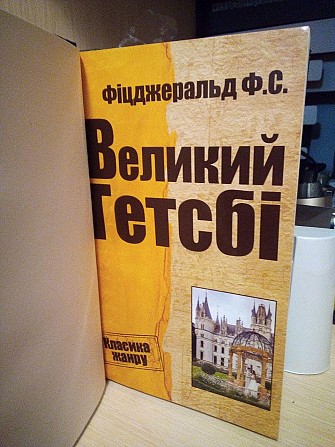 Фіцджеральд Ф.С.
Великий
Гетсбі
Класика
жанру